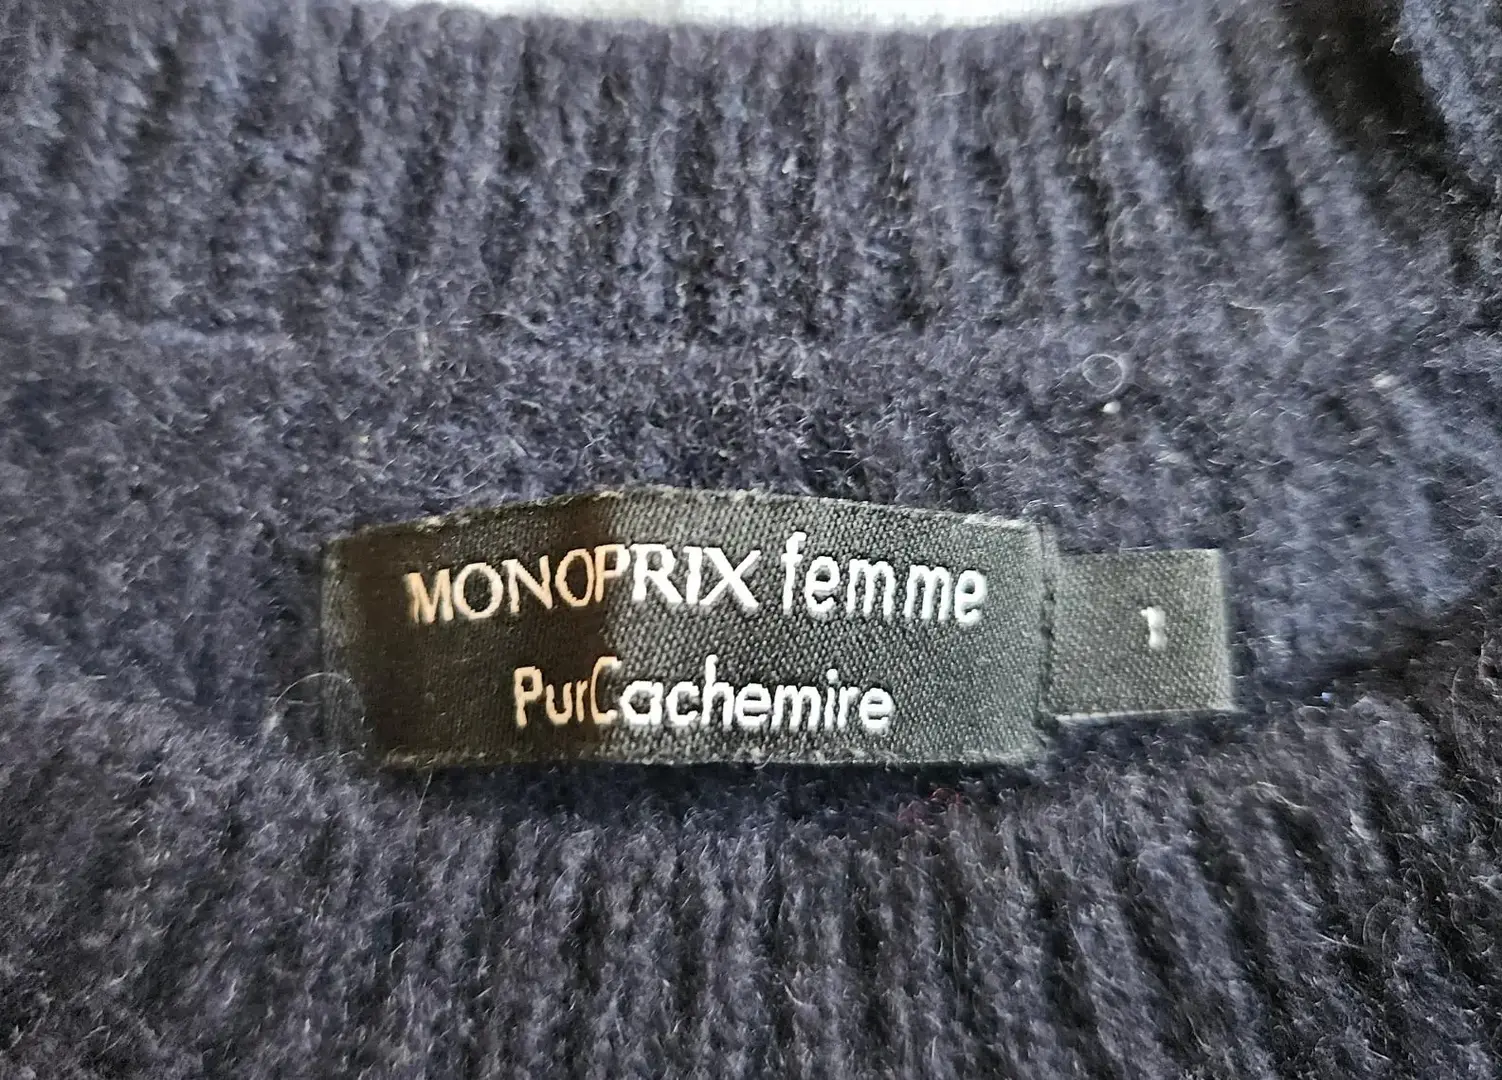 MONOPRIX femme
PurCachemire
1